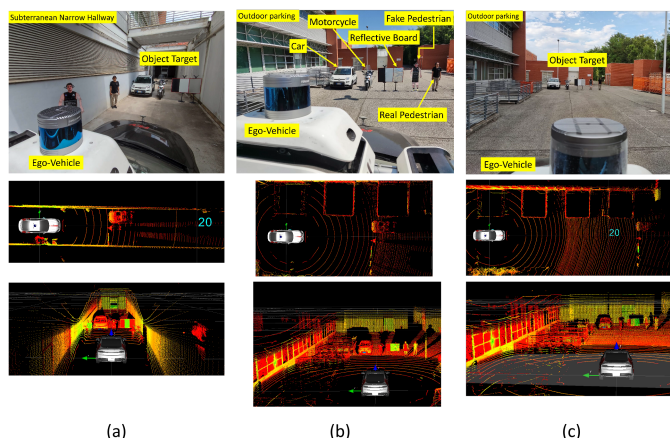 Subterranean Narrow Hallway
Object Target
Ego-Vehicle
Outdoor parking
Motorcycle
Fake Pedestrian
Car
Reflective Board
Real Pedestrian
Ego-Vehicle
Outdoor parking
Object Target
Ego-Vehicle
20
20
(a)
(b)
(c)